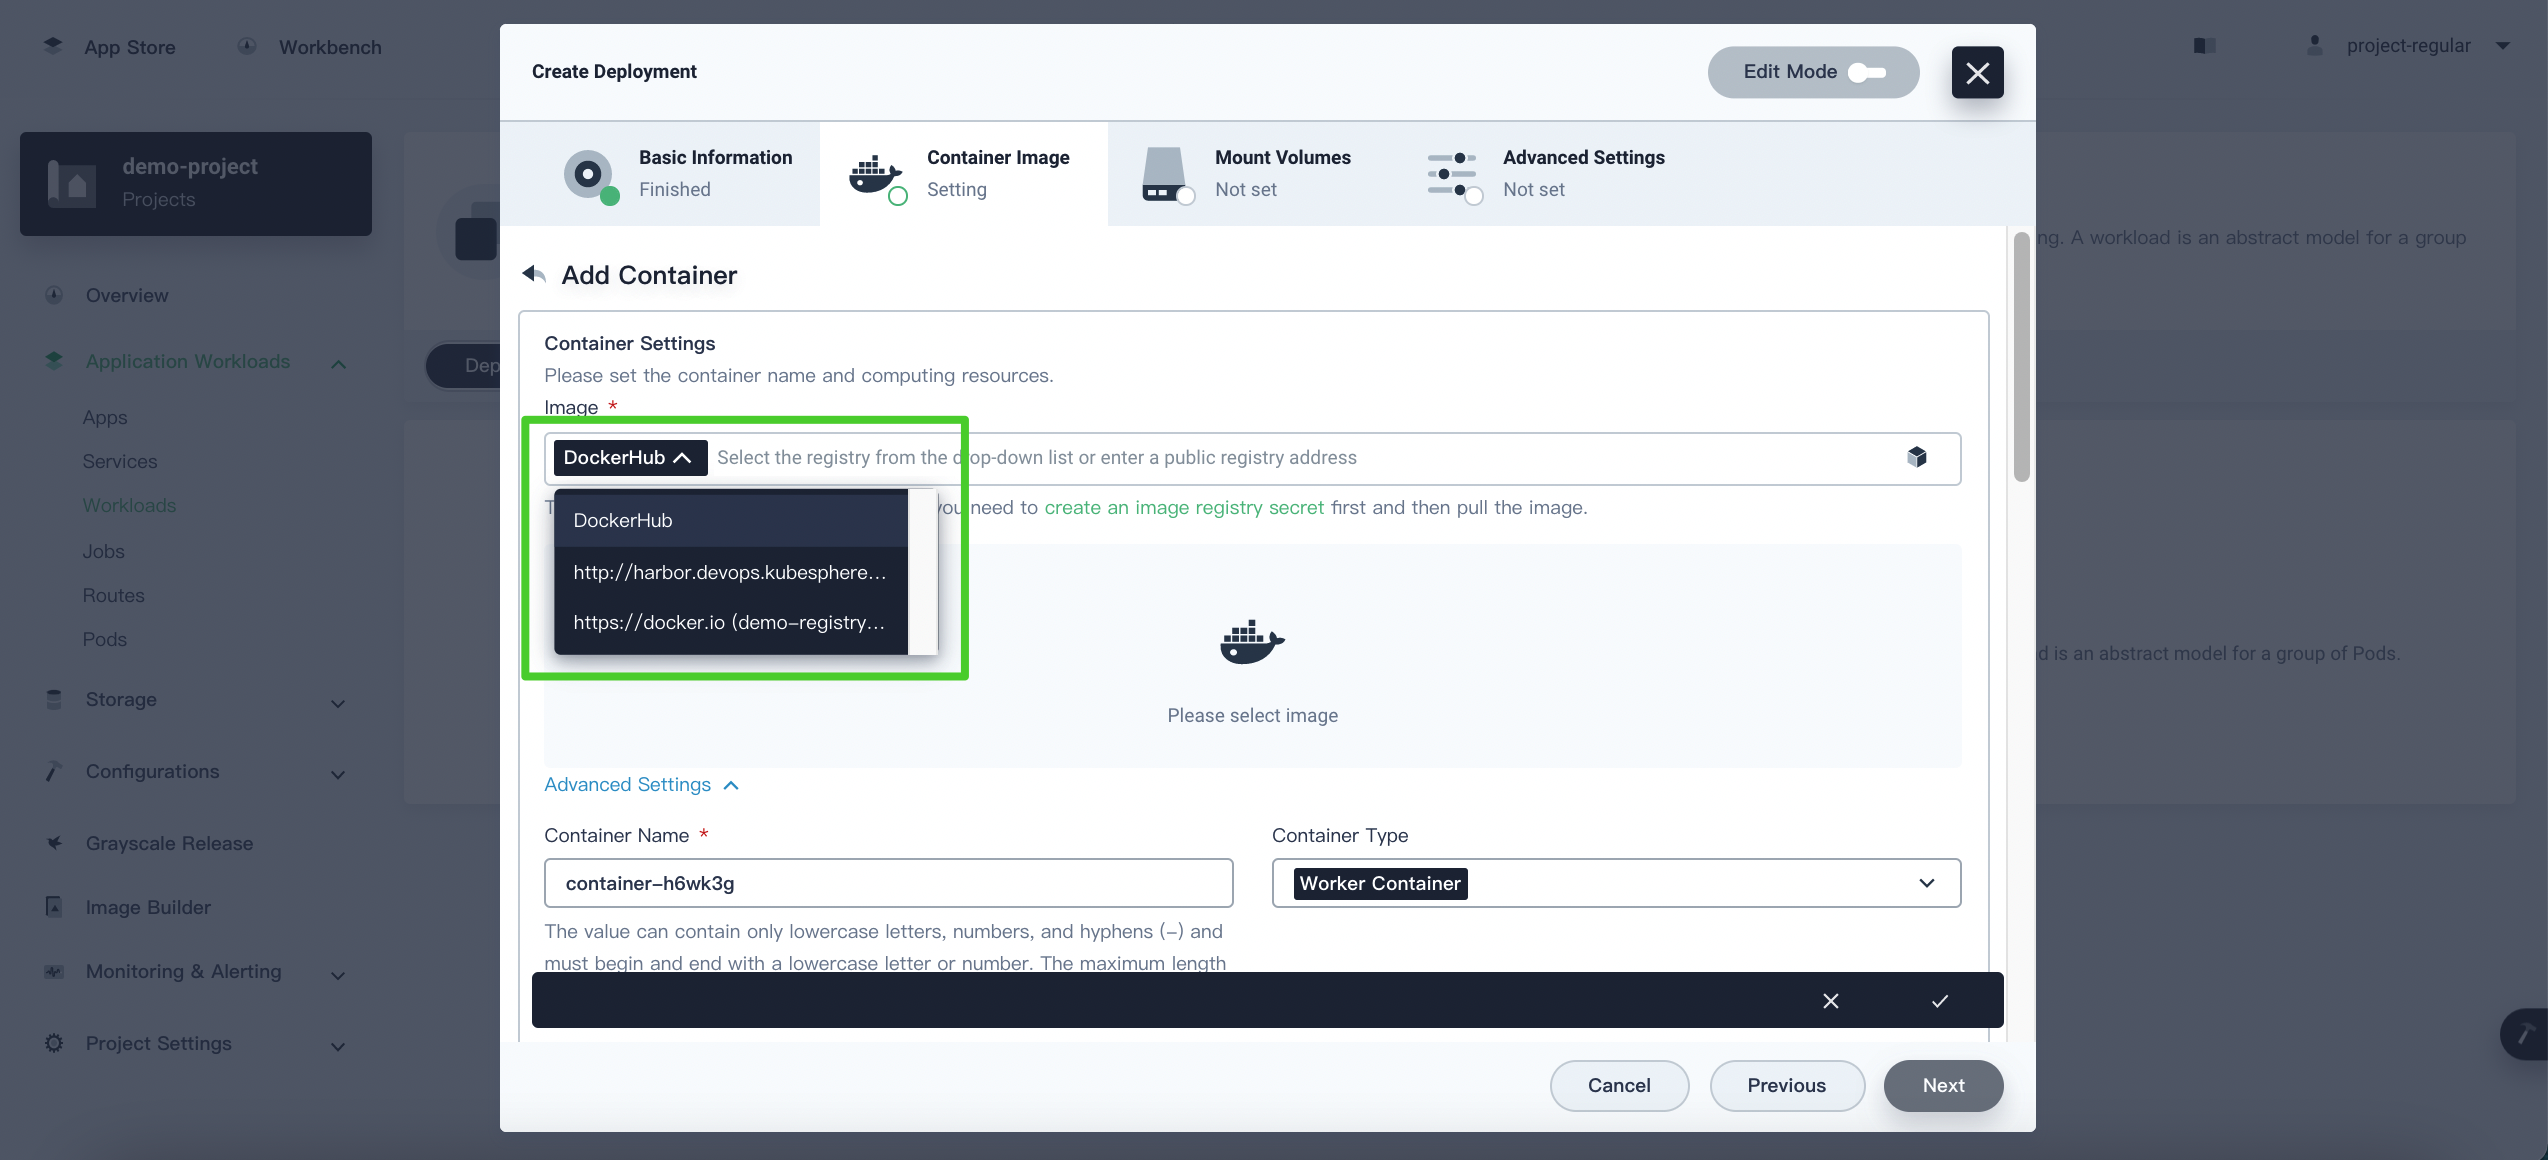 App Store
Workbench
project-regular
demo-project
Projects
Overview
Application Workloads
Apps
Services
Workloads
Jobs
Routes
Pods
Storage
Configurations
Grayscale Release
Image Builder
Monitoring & Alerting
Project Settings
Dep
ng. A workload is an abstract model for a group
d is an abstract model for a group of Pods.
Create Deployment
Edit Mode
Basic Information
Finished
Container Image
Setting
Mount Volumes
Not set
Advanced Settings
Not set
Add Container
Container Settings
Please set the container name and computing resources.
Image *
DockerHub Select the registry from the drop-down list or enter a public registry address
you need to create an image registry secret first and then pull the image.
DockerHub
http://harbor.devops.kubesphere...
https://docker.io (demo-registry...
Please select image
Advanced Settings
Container Name *
Container Type
container-h6wk3g
Worker Container
The value can contain only lowercase letters, numbers, and hyphens (-) and
must begin and end with a lowercase letter or number. The maximum length
Cancel
Previous
Next